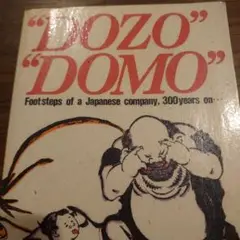 “DOZO”
“DOMO”
Footsteps of a Japanese company, 300 years on…